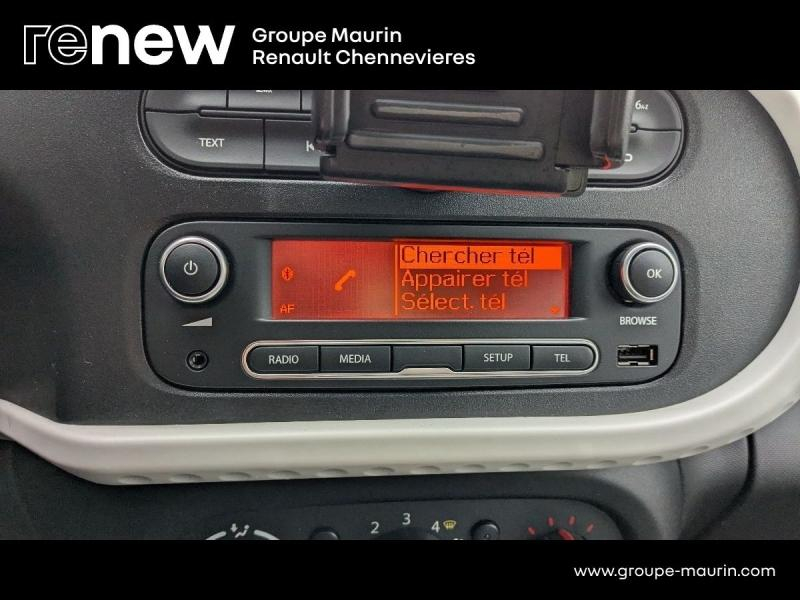 renew
Groupe Maurin
Renault Chennevieres
TEXT
6
Chercher tél
Appairer tél
Sélect. tél
AF
OK
BROWSE
RADIO
MEDIA
SETUP
TEL
2
3
4
www.groupe-maurin.com